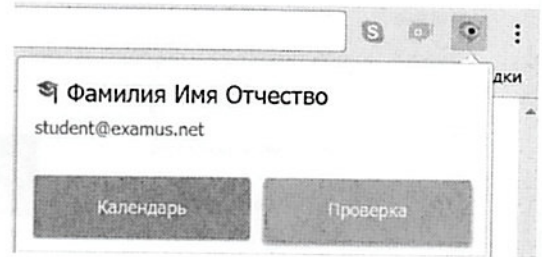 дки
Фамилия Имя Отчество
student@examus.net
Календарь Проверка